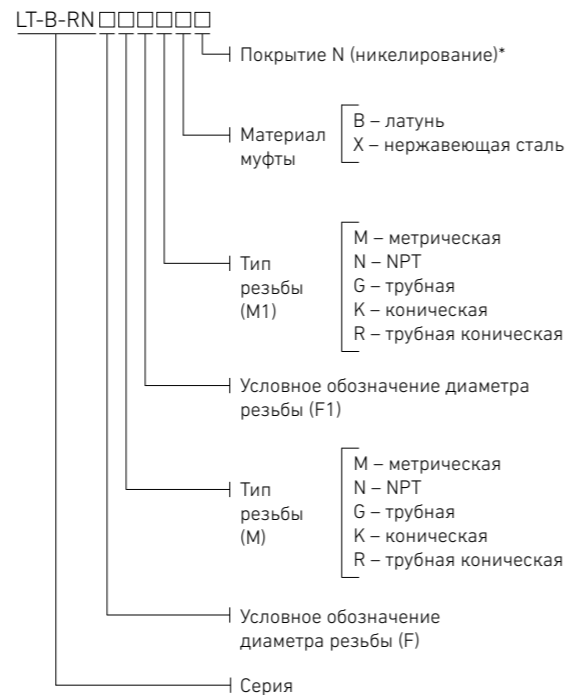 LT-B-RN□□□□□□
Покрытие N (никелирование)*
Материал
муфты
B – латунь
X – нержавеющая сталь
Тип
резьбы
(M1)
M – метрическая
N – NPT
G – трубная
K – коническая
R – трубная коническая
Условное обозначение диаметра
резьбы (F1)
Тип
резьбы
(M)
M – метрическая
N – NPT
G – трубная
K – коническая
R – трубная коническая
Условное обозначение
диаметра резьбы (F)
Серия